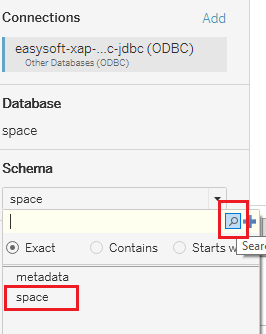 Connections Add
easysoft-xap-...c-jdbc (ODBC)
Other Databases (ODBC)
Database
space
Schema
space
Exact Contains Starts w
Sear
metadata
space